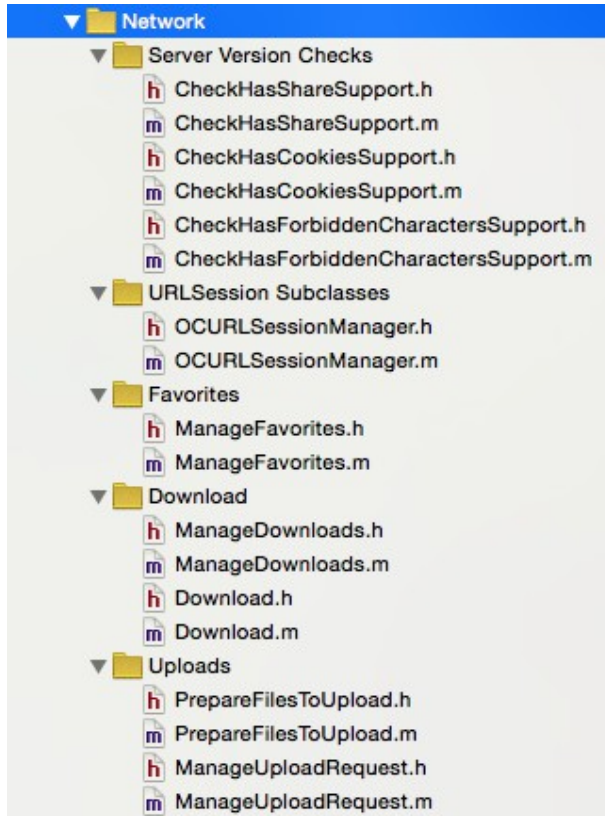 Network
Server Version Checks
h CheckHasShareSupport.h
m CheckHasShareSupport.m
h CheckHasCookiesSupport.h
m CheckHasCookiesSupport.m
h CheckHasForbiddenCharactersSupport.h
m CheckHasForbiddenCharactersSupport.m
URLSession Subclasses
h OCURLSessionManager.h
m OCURLSessionManager.m
Favorites
h ManageFavorites.h
m ManageFavorites.m
Download
h ManageDownloads.h
m ManageDownloads.m
h Download.h
m Download.m
Uploads
h PrepareFilesToUpload.h
m PrepareFilesToUpload.m
h ManageUploadRequest.h
m ManageUploadRequest.m